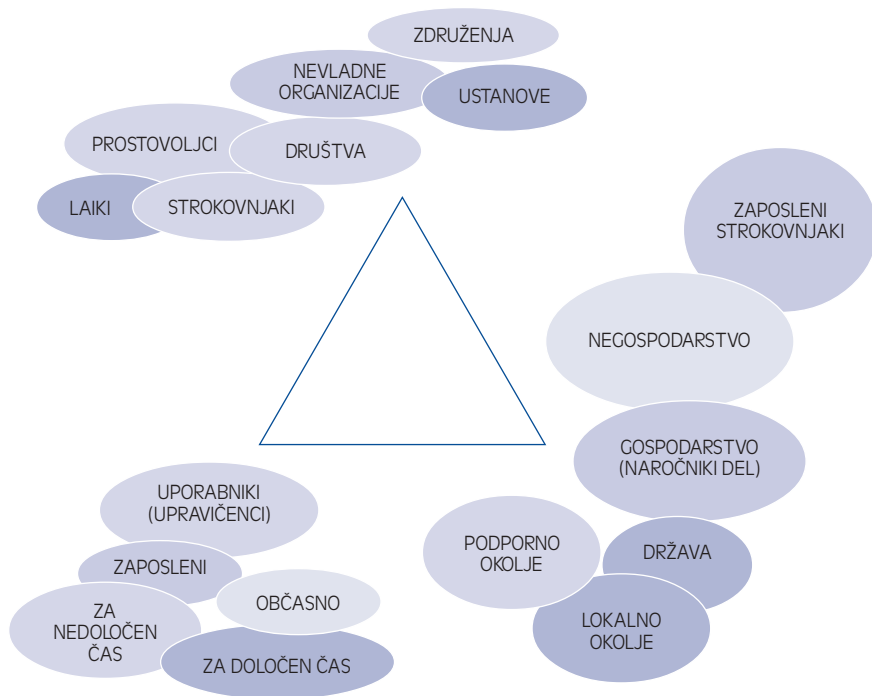 ZDRUŽENJA
NEVLADNE
ORGANIZACIJE
USTANOVE
PROSTOVOLJCI
DRUŠTVA
LAIKI
STROKOVNJAKI
ZAPOSLENI
STROKOVNJAKI
NEGOSPODARSTVO
GOSPODARSTVO
(NAROČNIKI DEL)
PODPORNO
OKOLJE
DRŽAVA
LOKALNO
OKOLJE
UPORABNIKI
(UPRAVIČENCI)
ZAPOSLENI
OBČASNO
ZA
NEDOLOČEN
ČAS
ZA DOLOČEN ČAS